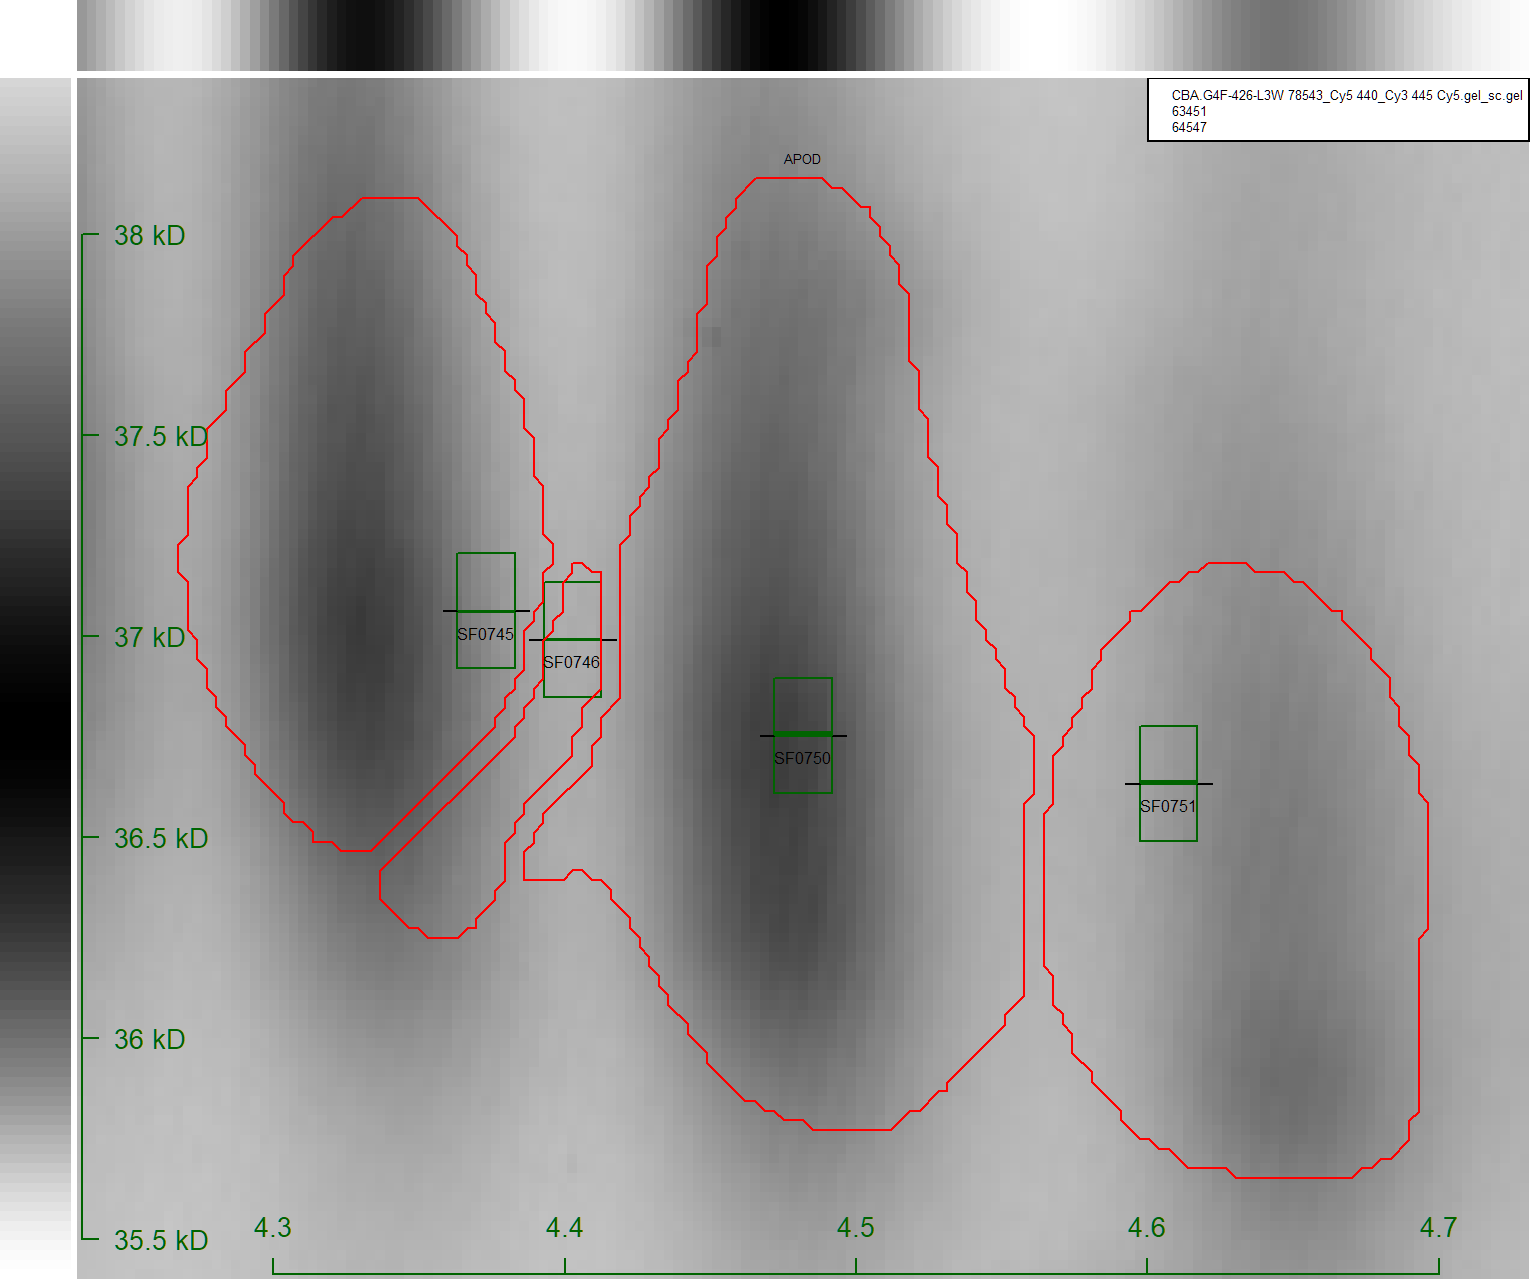 CBA.G4F-426-L3W 78543_Cy5 440_Cy3 445 Cy5.gel_sc.gel
63451
64547
APOD
38 kD
37.5 kD
37 kD
SF0745
SF0746
SF0750
SF0751
36.5 kD
36 kD
35.5 kD
4.3 4.4 4.5 4.6 4.7